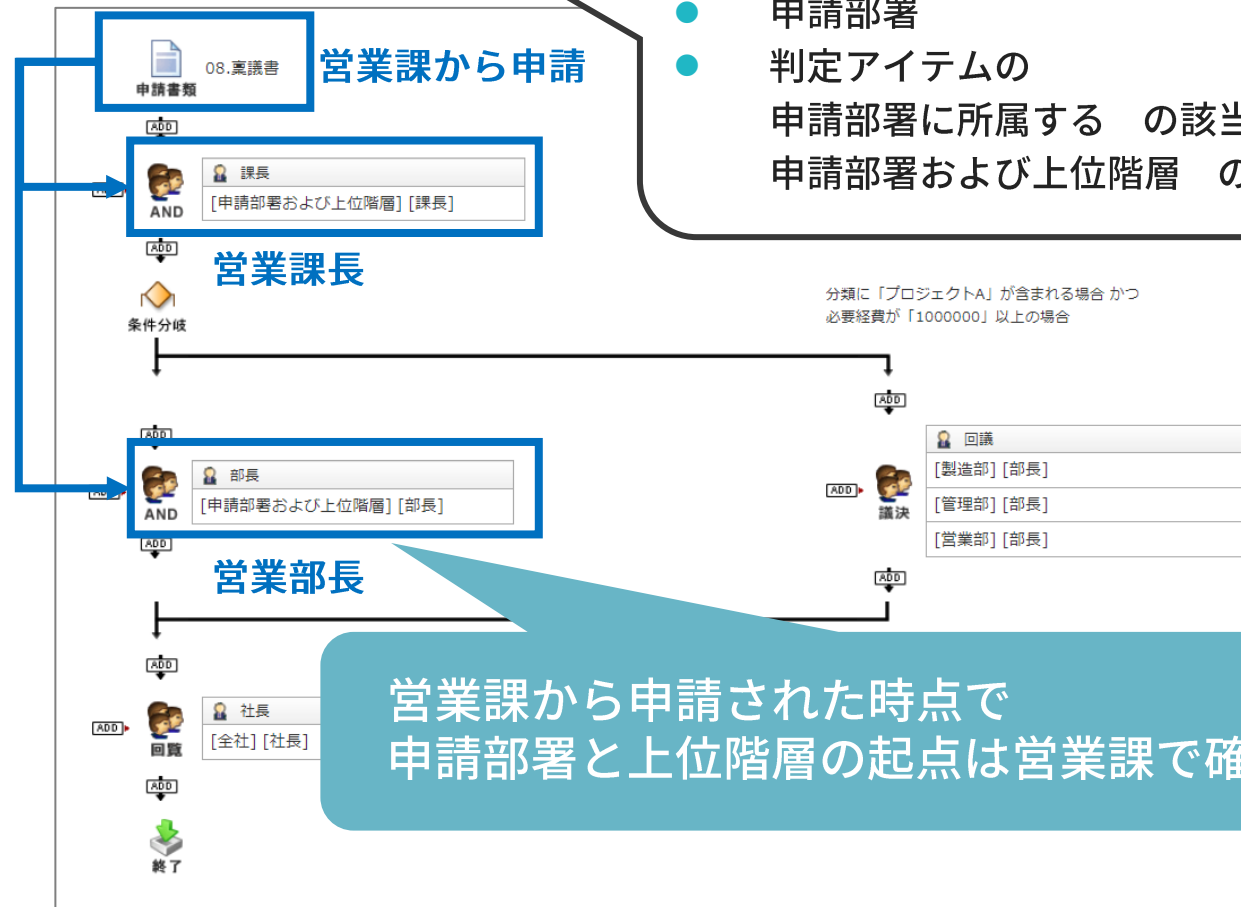 申請部署
判定アイテムの
申請部署に所属する の該当
申請部署および上位階層 の
08.稟議書
申請書類
営業課から申請
ADD
課長
[申請部署および上位階層] [課長]
ADD
AND
ADD
営業課長
条件分岐
分類に「プロジェクトA」が含まれる場合 かつ
必要経費が「1000000」以上の場合
ADD
ADD
部長
[申請部署および上位階層] [部長]
ADD
AND
ADD
営業部長
回議
[製造部] [部長]
[管理部] [部長]
[営業部] [部長]
ADD
議決
ADD
ADD
社長
[全社] [社長]
ADD
回覧
ADD
終了
営業課から申請された時点で
申請部署と上位階層の起点は営業課で確